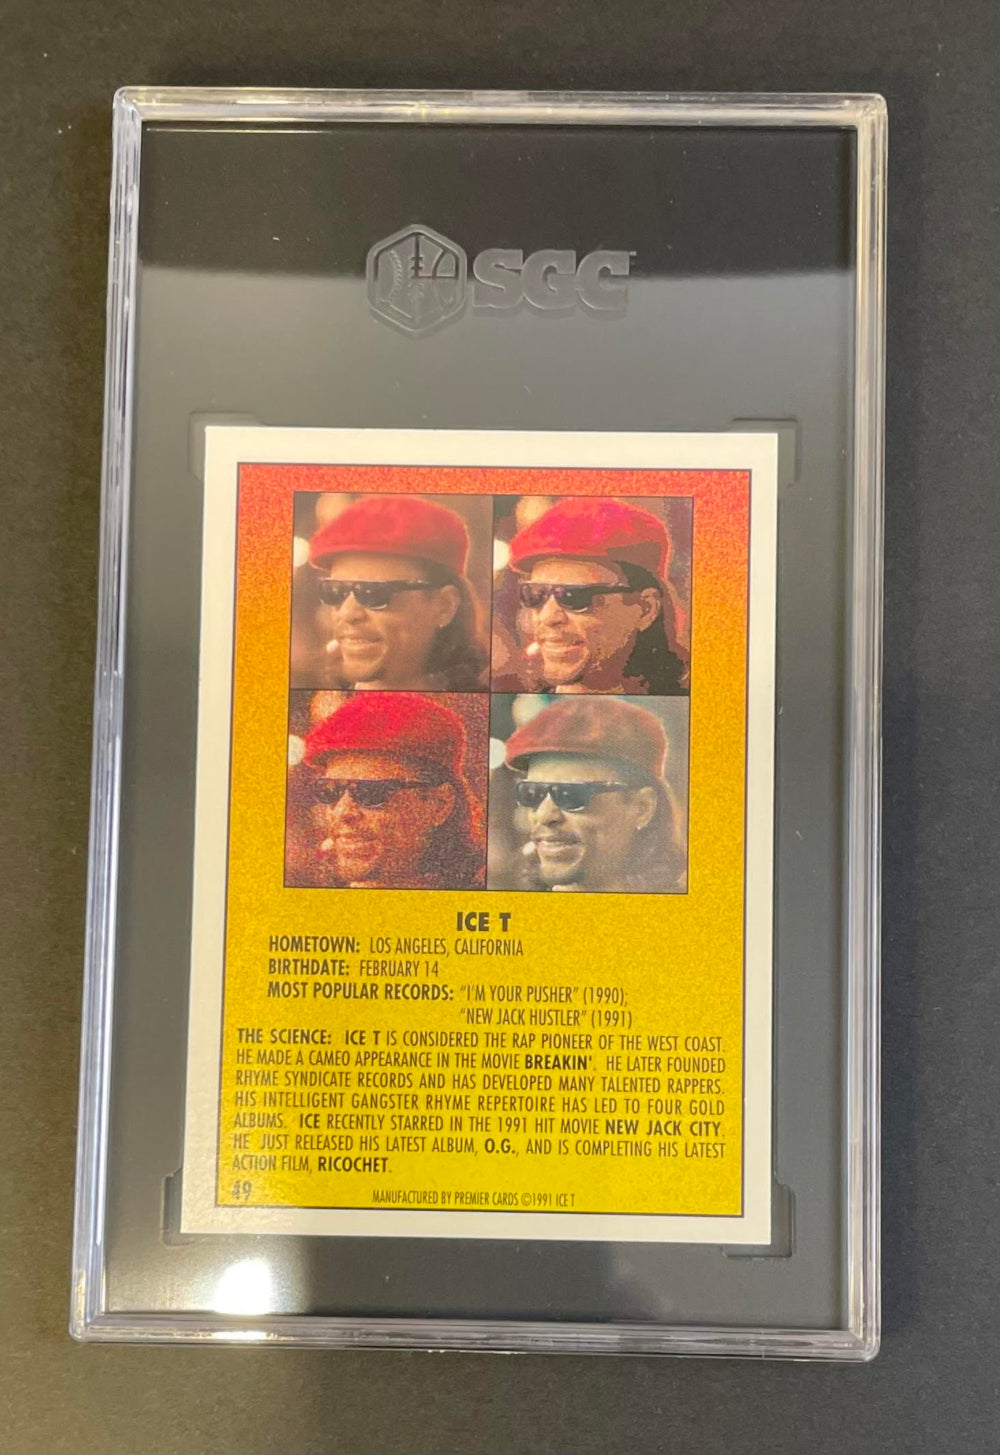 SGC
ICE T
HOMETOWN: LOS ANGELES, CALIFORNIA
BIRTHDATE: FEBRUARY 14
MOST POPULAR RECORDS: "I'M YOUR PUSHER" (1990);
"NEW JACK HUSTLER" (1991)
THE SCIENCE: ICE T IS CONSIDERED THE RAP PIONEER OF THE WEST COAST.
HE MADE A CAMEO APPEARANCE IN THE MOVIE BREAKIN'. HE LATER FOUNDED
RHYME SYNDICATE RECORDS AND HAS DEVELOPED MANY TALENTED RAPPERS.
HIS INTELLIGENT GANGSTER RHYME REPERTOIRE HAS LED TO FOUR GOLD
ALBUMS. ICE RECENTLY STARRED IN THE 1991 HIT MOVIE NEW JACK CITY.
HE JUST RELEASED HIS LATEST ALBUM, O.G., AND IS COMPLETING HIS LATEST
ACTION FILM, RICOCHET.
49
MANUFACTURED BY PREMIER CARDS ©1991 ICE T